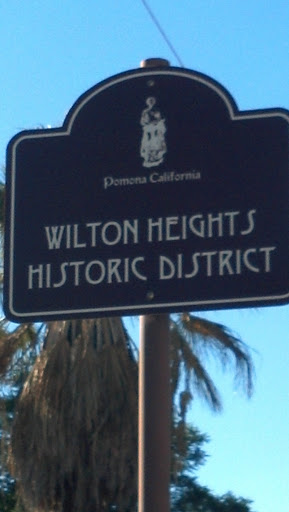 Pomona California
WILTON HEIGHTS
HISTORIC DISTRICT